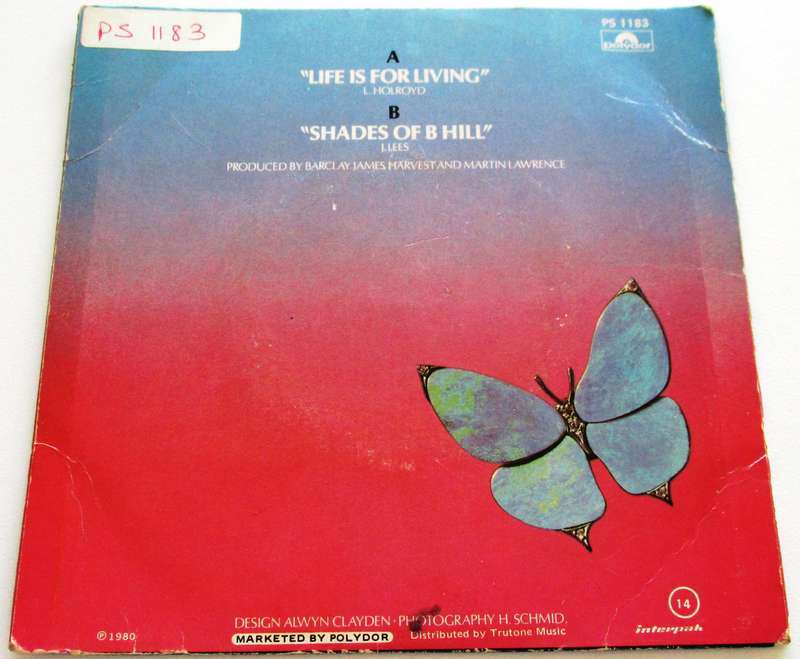 PS 1183
PS 1183
polydor
A
"LIFE IS FOR LIVING"
L. HOLROYD
B
"SHADES OF B HILL"
J. LEES
PRODUCED BY BARCLAY JAMES HARVEST AND MARTIN LAWRENCE
14
interpak
DESIGN ALWYN CLAYDEN · PHOTOGRAPHY H. SCHMID.
℗ 1980
MARKETED BY POLYDOR Distributed by Trutone Music